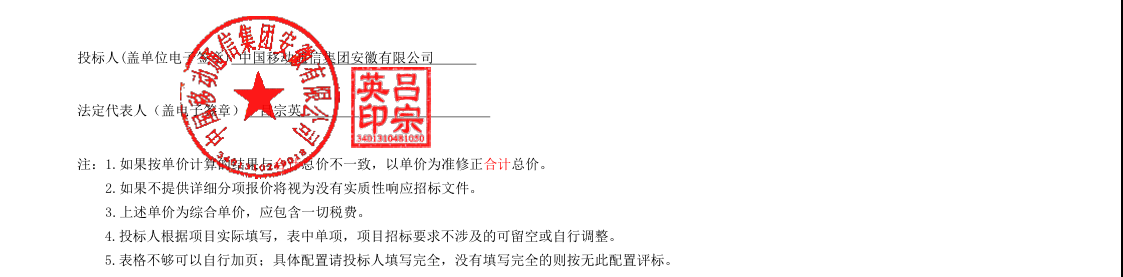 投标人(盖单位电子签章) 中国移动通信集团安徽有限公司
法定代表人（盖电子签章） 吕宗英
中国移动通信集团安徽有限公司
吕宗英印
3401310481050
注：1.如果按单价计算的结果与合计总价不一致，以单价为准修正合计总价。
2.如果不提供详细分项报价将视为没有实质性响应招标文件。
3.上述单价为综合单价，应包含一切税费。
4.投标人根据项目实际填写，表中单项，项目招标要求不涉及的可留空或自行调整。
5.表格不够可以自行加页；具体配置请投标人填写完全，没有填写完全的则按无此配置评标。